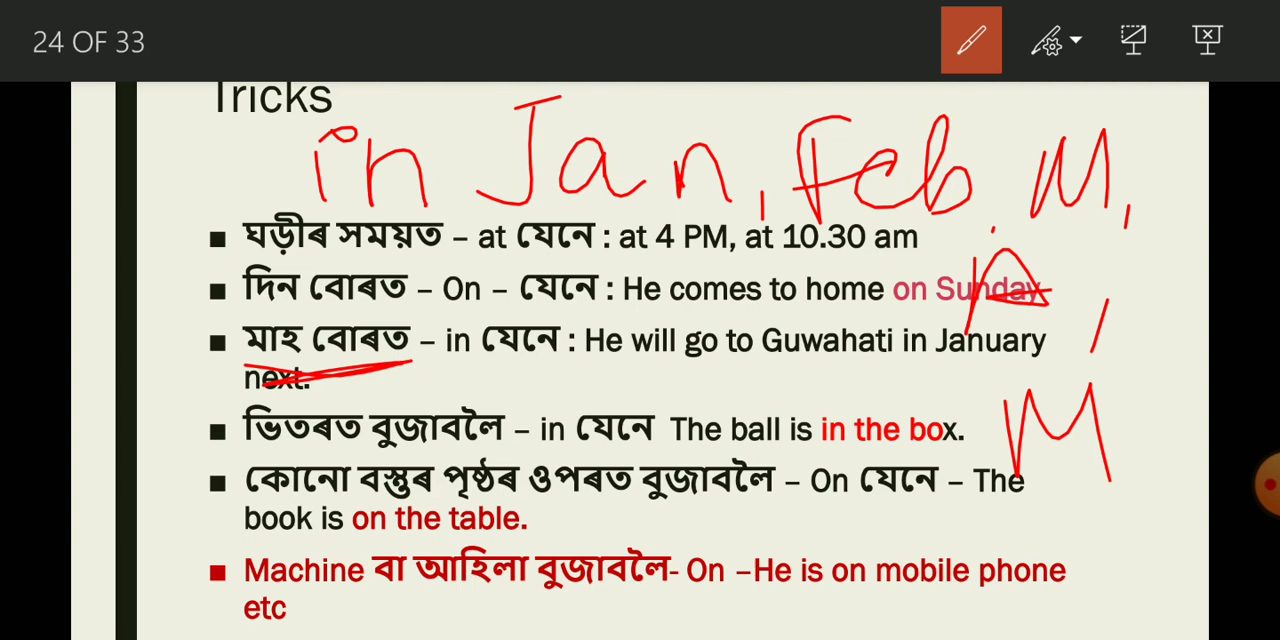 24 OF 33
Tricks
in Jan, Feb M,
▪ ঘড়ীৰ সময়ত – at যেনে : at 4 PM, at 10.30 am
▪ দিন বোৰত – On – যেনে : He comes to home on Sunday
A
▪ মাহ বোৰত – in যেনে : He will go to Guwahati in January
next.
▪ ভিতৰত বুজাবলৈ – in যেনে The ball is in the box.
M
▪ কোনো বস্তুৰ পৃষ্ঠৰ ওপৰত বুজাবলৈ – On যেনে – The
book is on the table.
▪ Machine বা আহিলা বুজাবলৈ- On –He is on mobile phone
etc